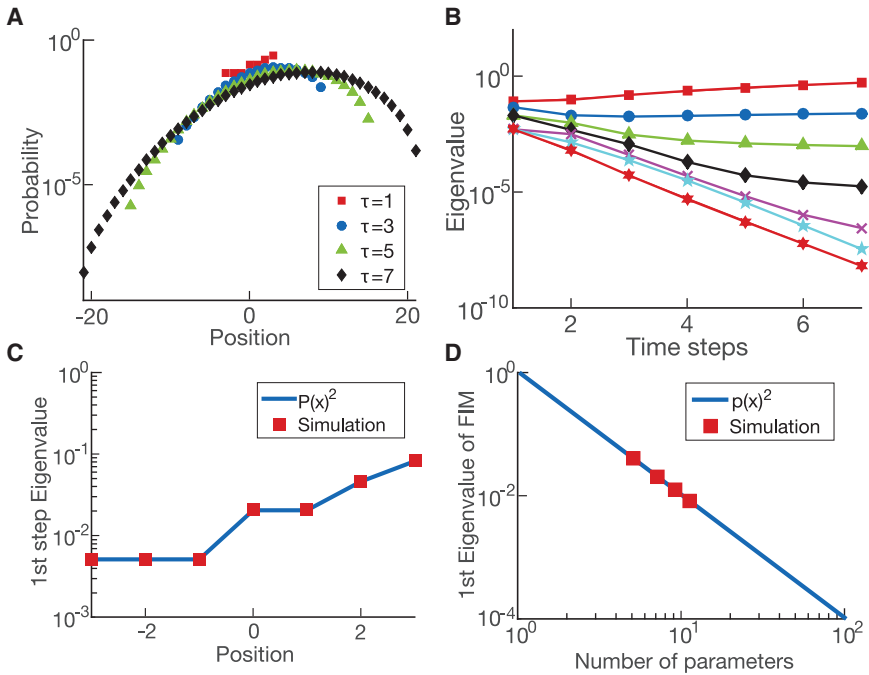 A
10^0
10^-5
Probability
-20
0
20
Position
τ=1
τ=3
τ=5
τ=7
B
10^0
10^-5
10^-10
Eigenvalue
2
4
6
Time steps
C
10^0
10^-1
10^-2
10^-3
1st step Eigenvalue
-2
0
2
Position
P(x)^2
Simulation
D
10^0
10^-2
10^-4
1st Eigenvalue of FIM
10^0
10^1
10^2
Number of parameters
p(x)^2
Simulation